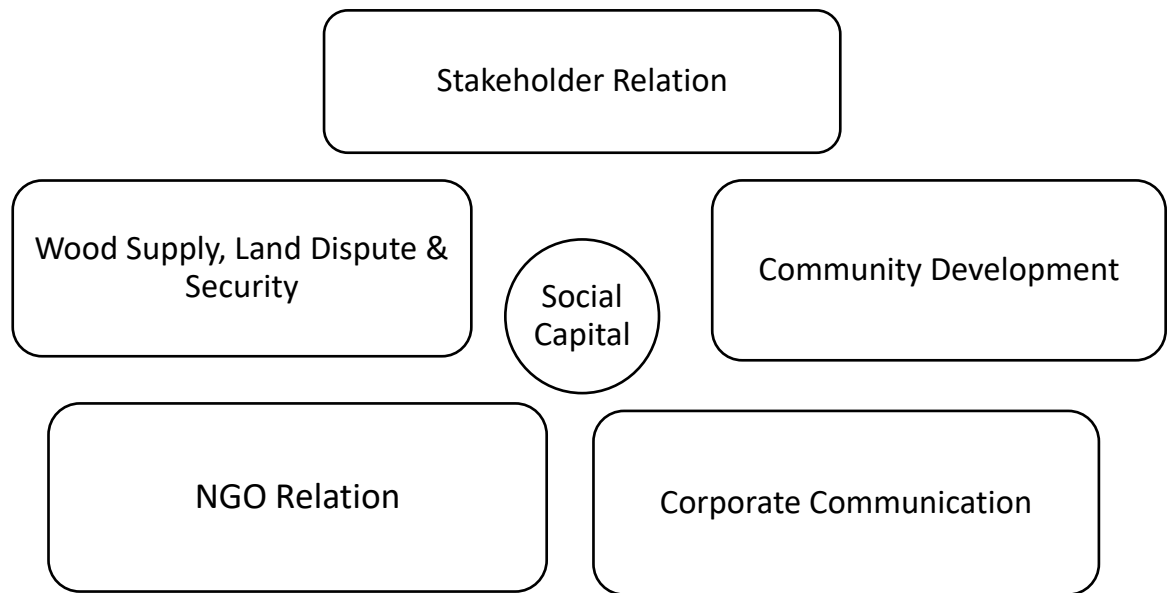 Stakeholder Relation
Wood Supply, Land Dispute &
Security
Community Development
Social
Capital
NGO Relation
Corporate Communication